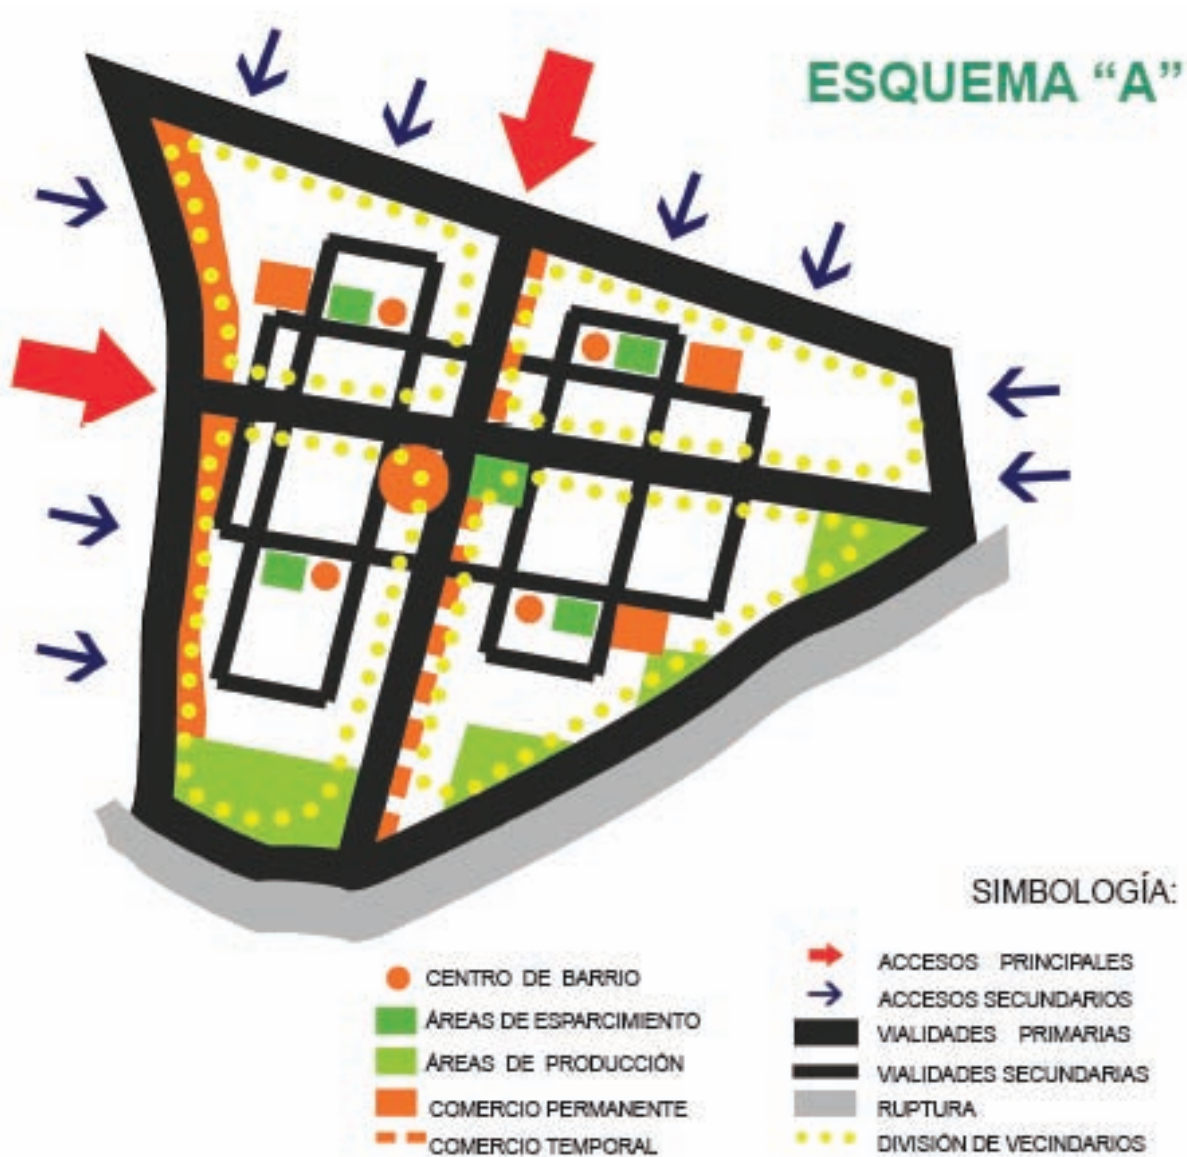 ESQUEMA “A”
SIMBOLOGÍA:
CENTRO DE BARRIO
ÁREAS DE ESPARCIMIENTO
ÁREAS DE PRODUCCIÓN
COMERCIO PERMANENTE
COMERCIO TEMPORAL
ACCESOS PRINCIPALES
ACCESOS SECUNDARIOS
VIALIDADES PRIMARIAS
VIALIDADES SECUNDARIAS
RUPTURA
DIVISIÓN DE VECINDARIOS